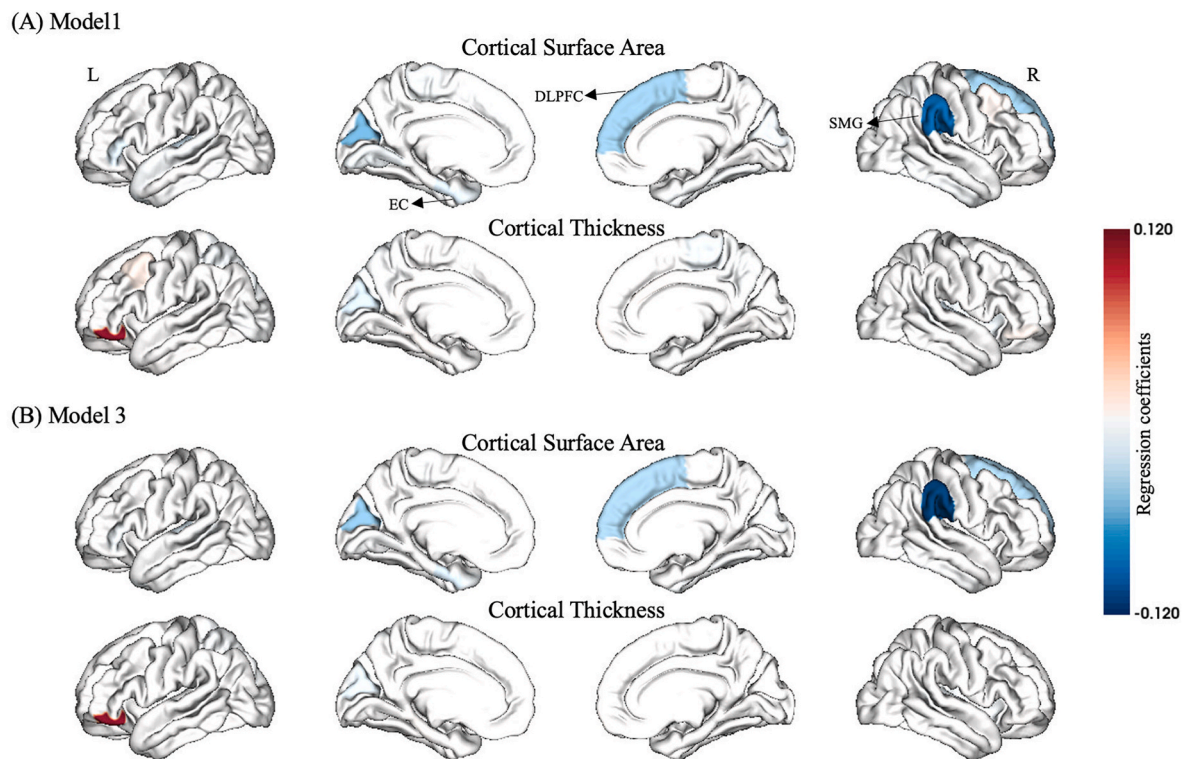 (A) Model1
Cortical Surface Area
L
R
DLPFC
SMG
EC
Cortical Thickness
0.120
Regression coefficients
-0.120
(B) Model 3
Cortical Surface Area
Cortical Thickness